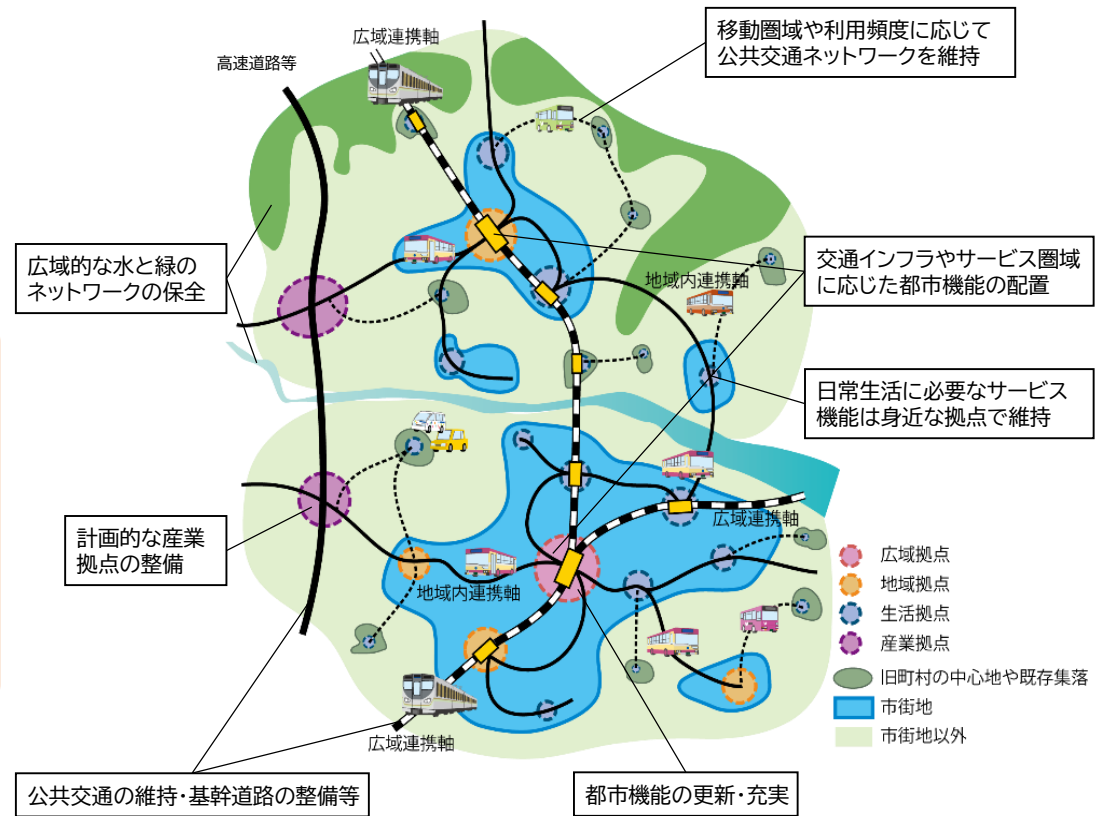 移動圏域や利用頻度に応じて
公共交通ネットワークを維持
広域連携軸
高速道路等
広域的な水と緑の
ネットワークの保全
交通インフラやサービス圏域
に応じた都市機能の配置
地域内連携軸
日常生活に必要なサービス
機能は身近な拠点で維持
広域連携軸
計画的な産業
拠点の整備
地域内連携軸
広域拠点
地域拠点
生活拠点
産業拠点
旧町村の中心地や既存集落
市街地
市街地以外
広域連携軸
公共交通の維持・基幹道路の整備等
都市機能の更新・充実